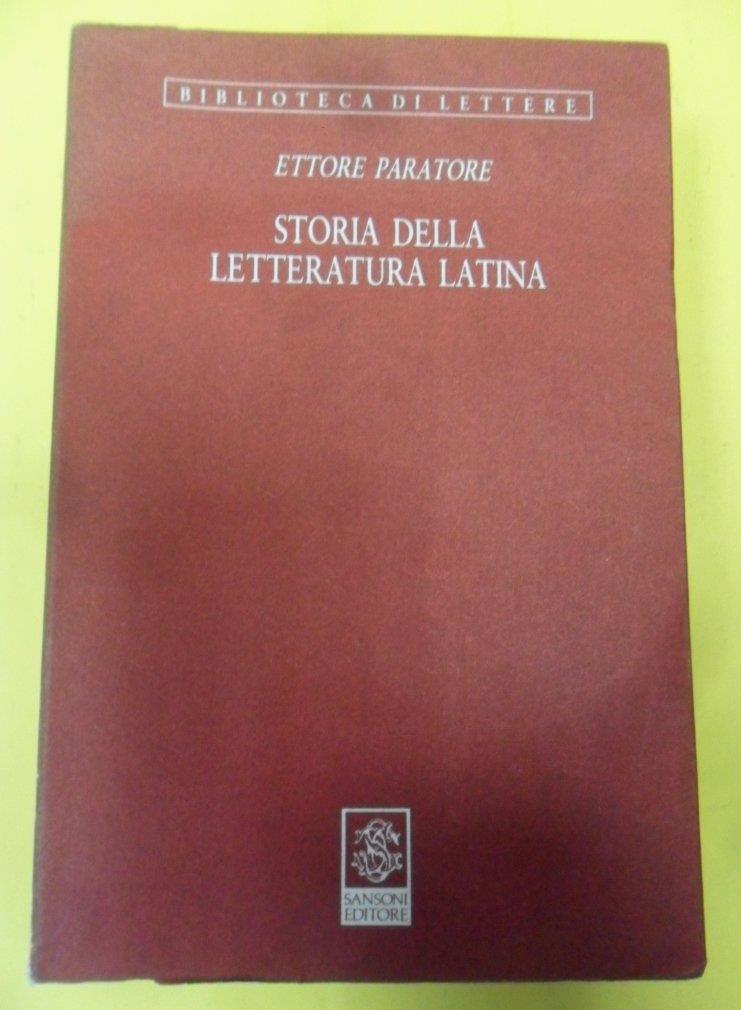 BIBLIOTECA DI LETTERE
ETTORE PARATORE
STORIA DELLA
LETTERATURA LATINA
SANSONI
EDITORE